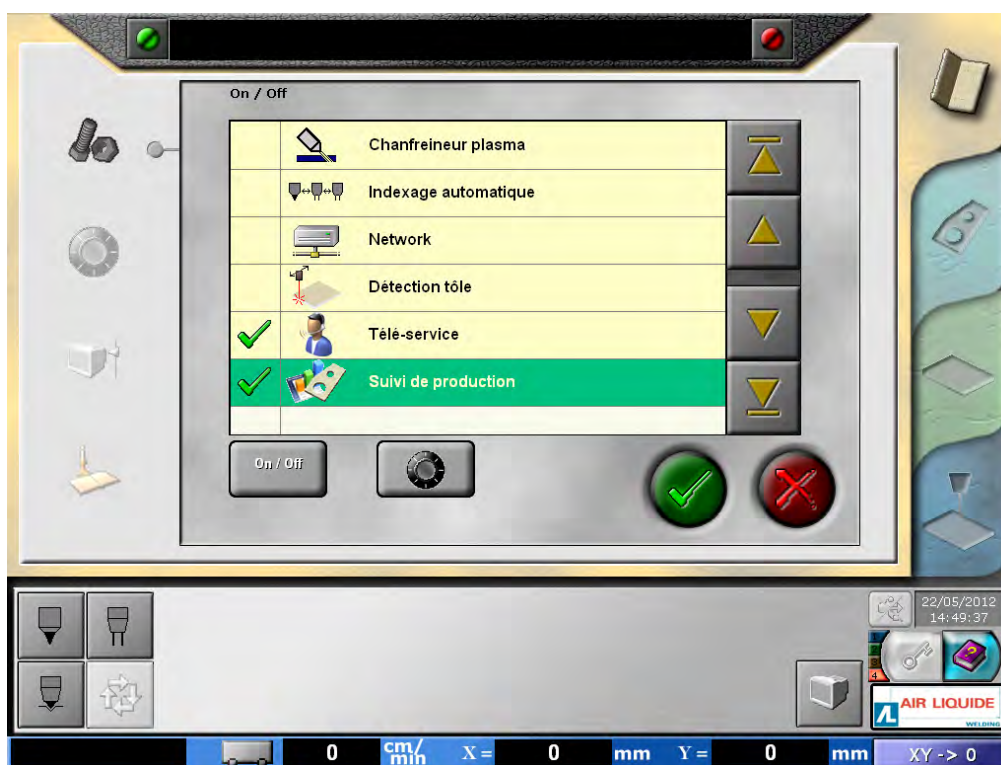 On / Off
Chanfreineur plasma
Indexage automatique
Network
Détection tôle
Télé-service
Suivi de production
On / Off
22/05/2012
14:49:37
4
AIR LIQUIDE
WELDING
0 cm/min X = 0 mm Y = 0 mm XY -> 0